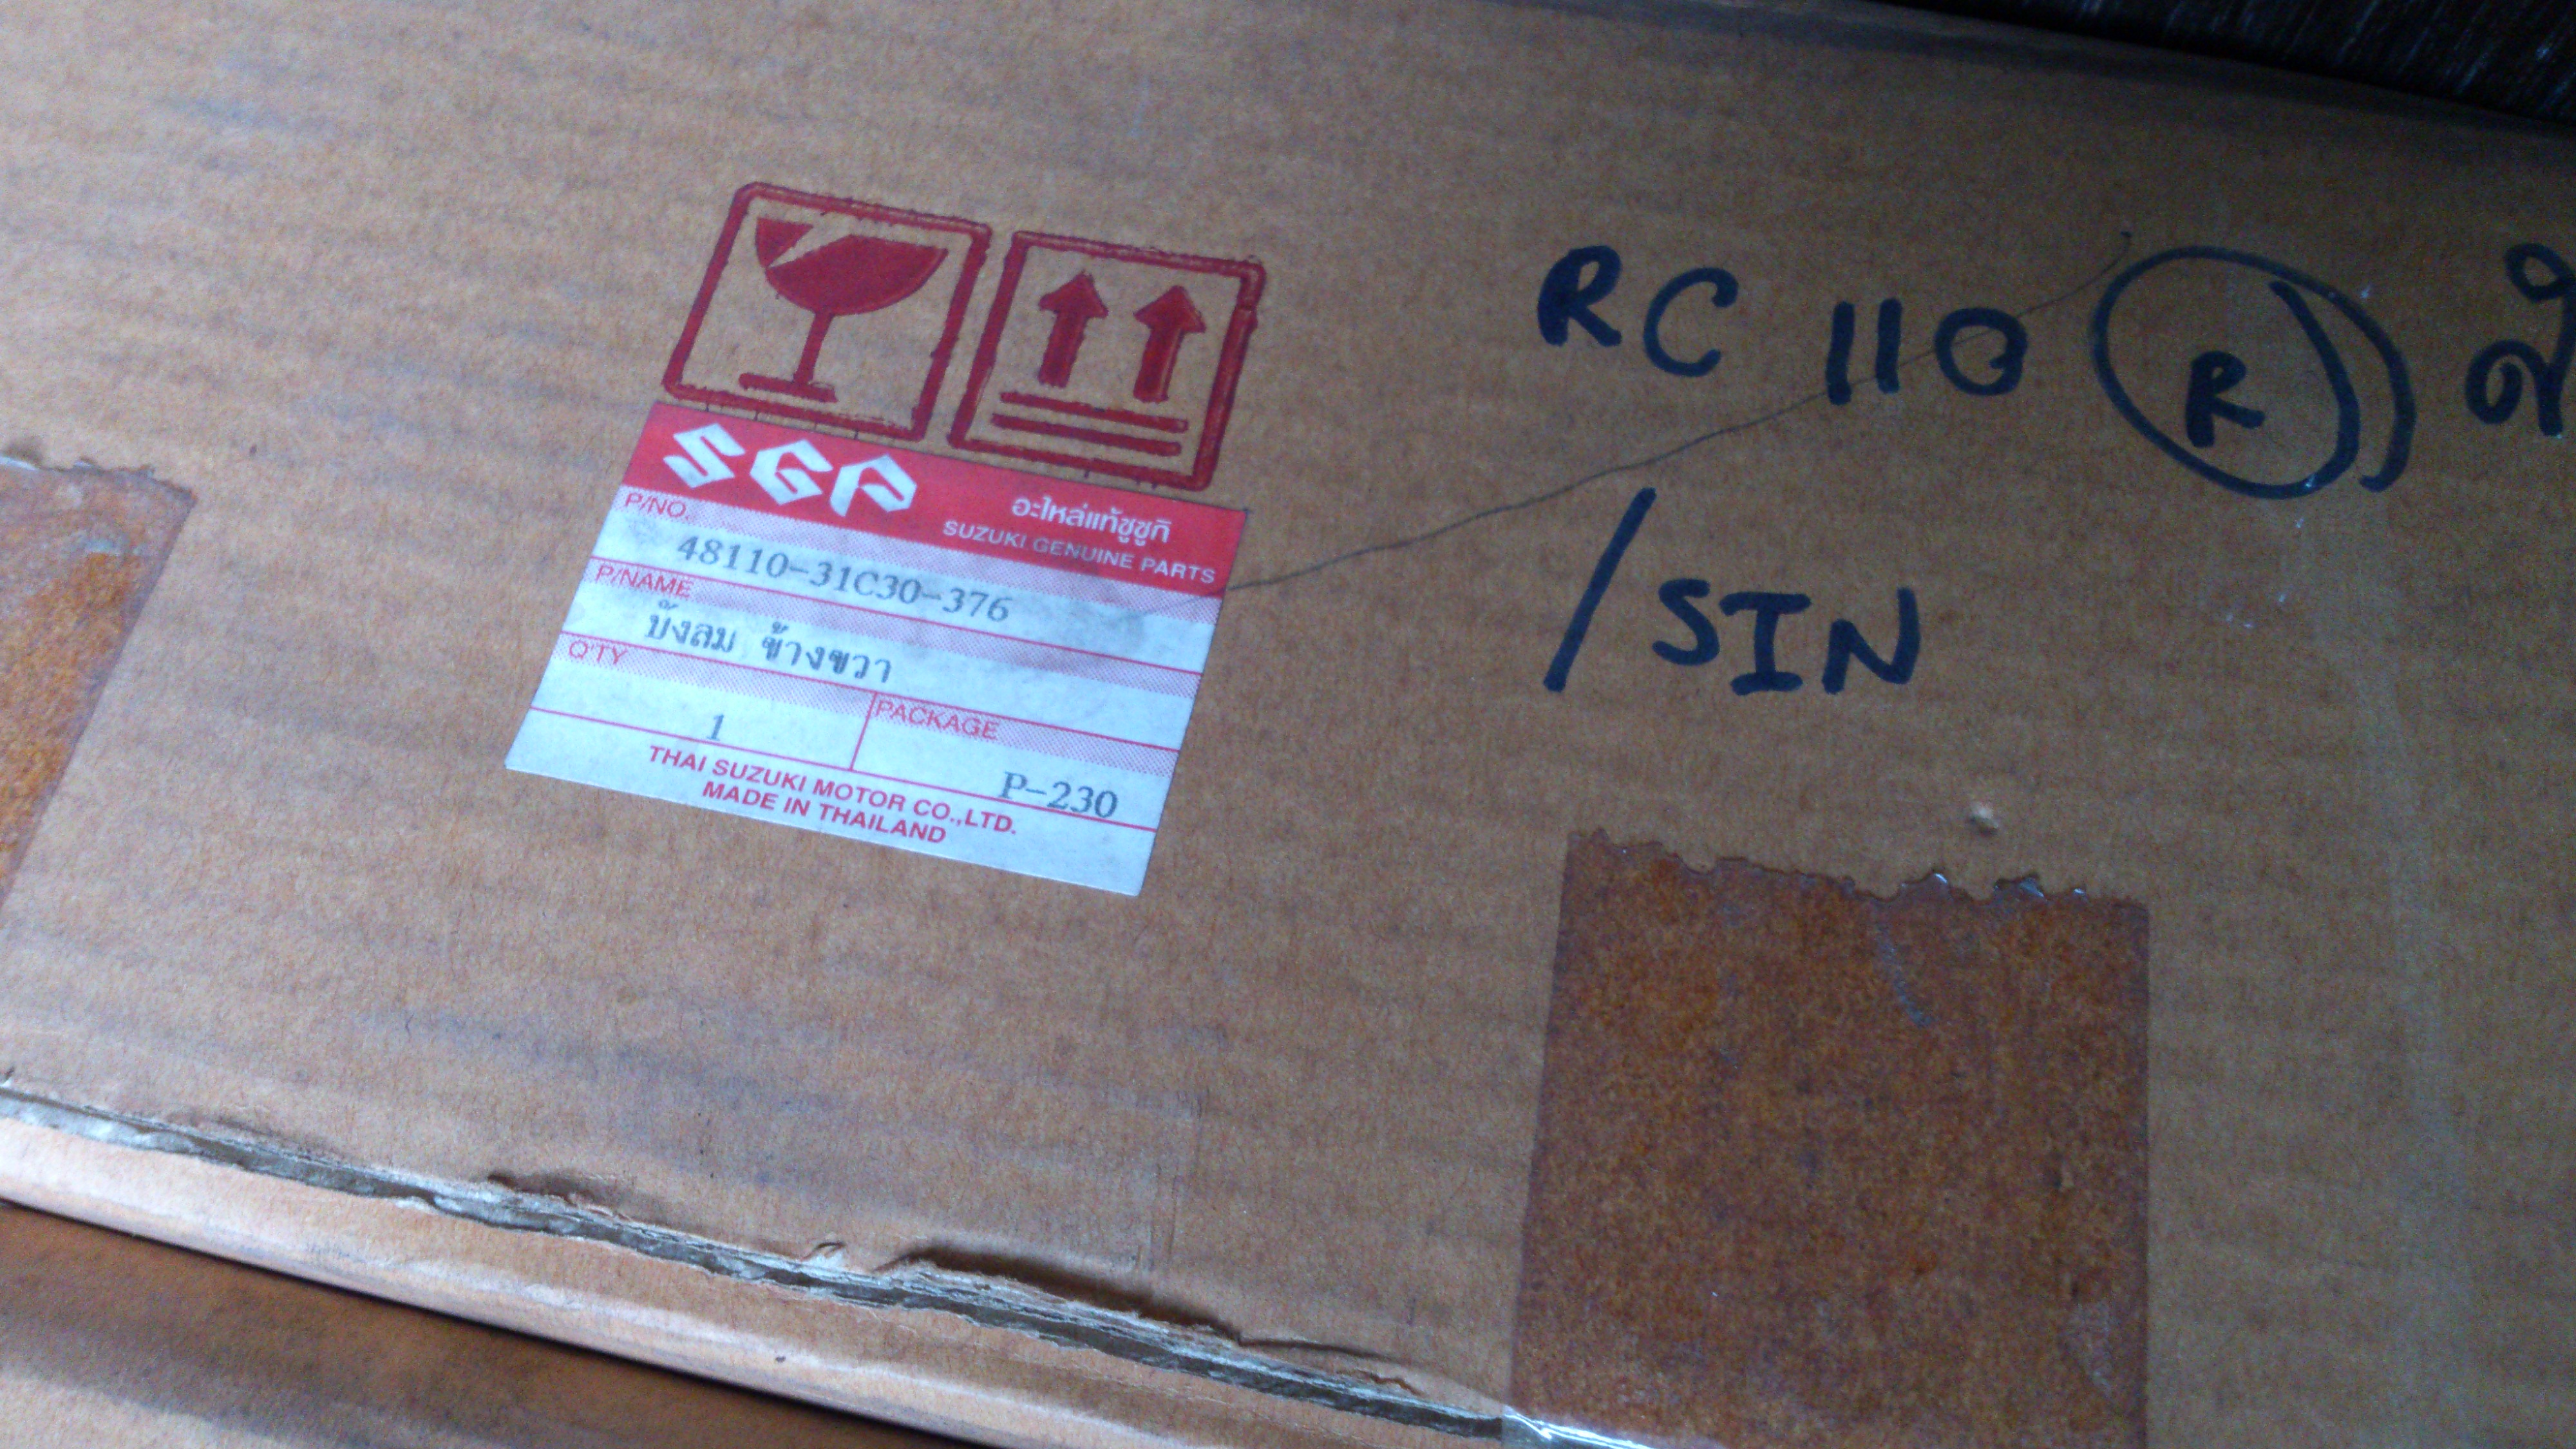 RC 110 R
/SIN
SGP
อะไหล่แท้ซูซูกิ
SUZUKI GENUINE PARTS
P/NO.
48110-31C30-376
P/NAME
บังลม ข้างขวา
Q'TY
1
PACKAGE
P-230
THAI SUZUKI MOTOR CO.,LTD.
MADE IN THAILAND